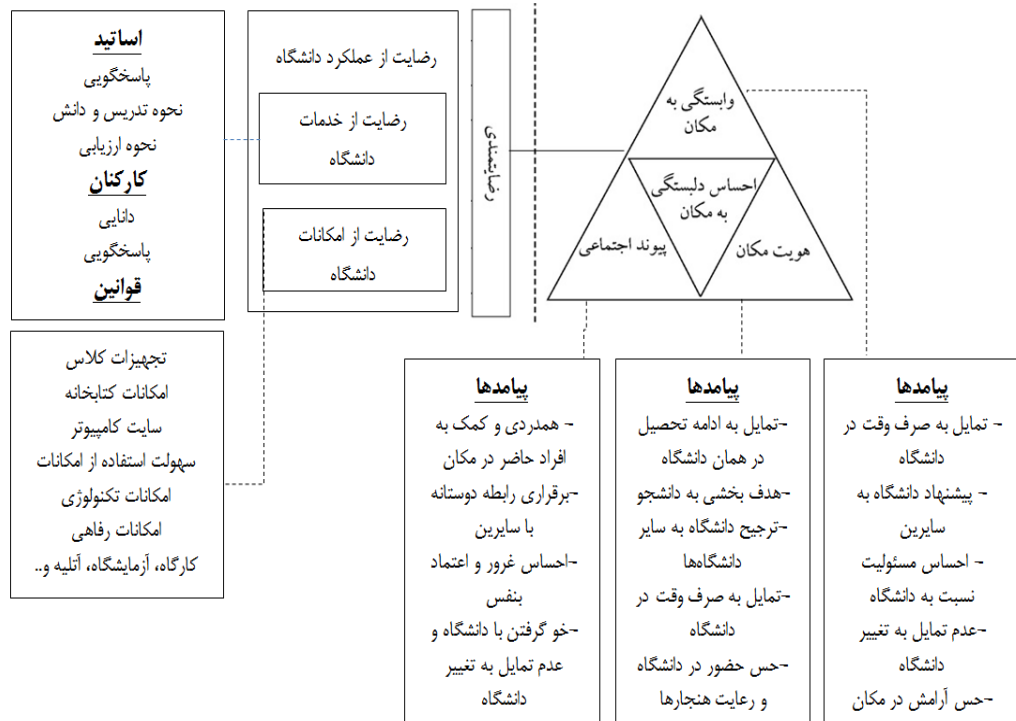 اساتید
پاسخگویی
نحوه تدریس و دانش
نحوه ارزیابی
کارکنان
دانایی
پاسخگویی
قوانین
تجهیزات کلاس
امکانات کتابخانه
سایت کامپیوتر
سهولت استفاده از امکانات
امکانات تکنولوژی
امکانات رفاهی
کارگاه، آزمایشگاه، آتلیه و..
رضایت از عملکرد دانشگاه
رضایت از خدمات
دانشگاه
رضایت از امکانات
دانشگاه
رضایتمندی
وابستگی به
مکان
احساس دلبستگی
به مکان
پیوند اجتماعی
هویت مکان
پیامدها
- تمایل به صرف وقت در
دانشگاه
- پیشنهاد دانشگاه به
سایرین
- احساس مسئولیت
نسبت به دانشگاه
-عدم تمایل به تغییر
دانشگاه
-حس آرامش در مکان
پیامدها
-تمایل به ادامه تحصیل
در همان دانشگاه
-هدف بخشی به دانشجو
-ترجیح دانشگاه به سایر
دانشگاه‌ها
-تمایل به صرف وقت در
دانشگاه
-حس حضور در دانشگاه
و رعایت هنجارها
پیامدها
- همدردی و کمک به
افراد حاضر در مکان
-برقراری رابطه دوستانه
با سایرین
-احساس غرور و اعتماد
بنفس
-خو گرفتن با دانشگاه و
عدم تمایل به تغییر
دانشگاه